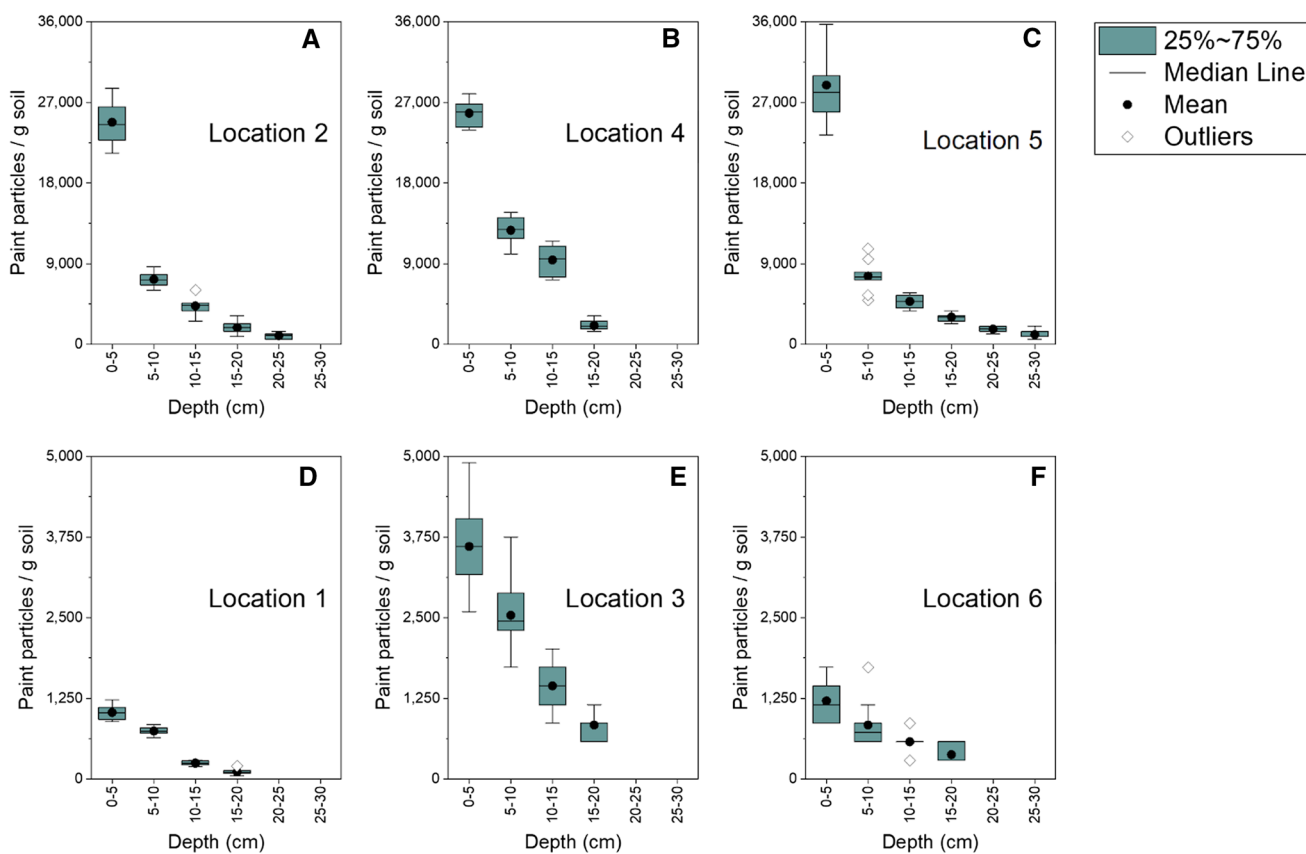 36,000
27,000
18,000
9,000
0
Paint particles / g soil
A
Location 2
0-5
5-10
10-15
15-20
20-25
25-30
Depth (cm)
36,000
27,000
18,000
9,000
0
Paint particles / g soil
B
Location 4
0-5
5-10
10-15
15-20
20-25
25-30
Depth (cm)
36,000
27,000
18,000
9,000
0
Paint particles / g soil
C
Location 5
0-5
5-10
10-15
15-20
20-25
25-30
Depth (cm)
25%~75%
Median Line
Mean
Outliers
5,000
3,750
2,500
1,250
0
Paint particles / g soil
D
Location 1
0-5
5-10
10-15
15-20
20-25
25-30
Depth (cm)
5,000
3,750
2,500
1,250
0
Paint particles / g soil
E
Location 3
0-5
5-10
10-15
15-20
20-25
25-30
Depth (cm)
5,000
3,750
2,500
1,250
0
Paint particles / g soil
F
Location 6
0-5
5-10
10-15
15-20
20-25
25-30
Depth (cm)